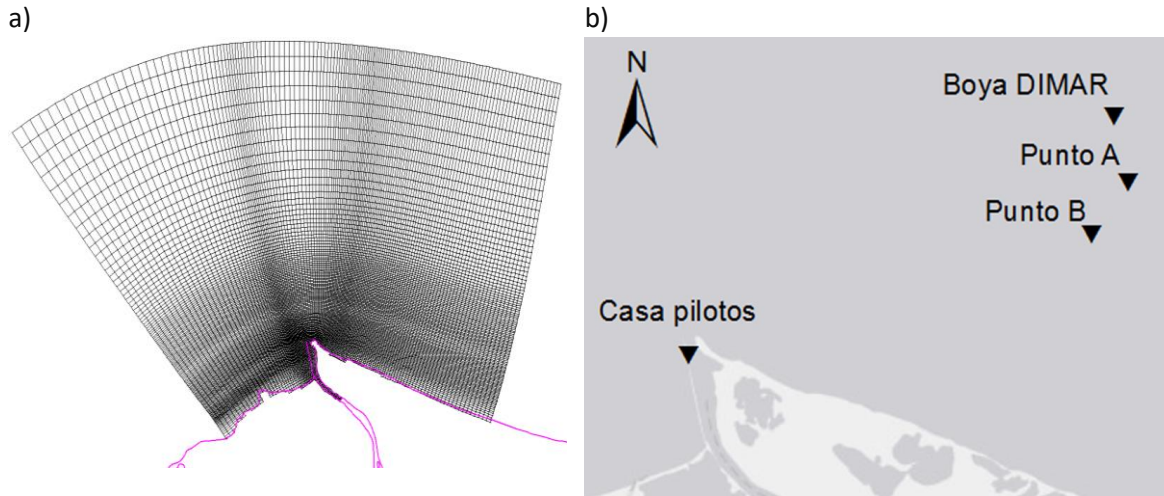 a)
b)
N
Boya DIMAR
Punto A
Punto B
Casa pilotos